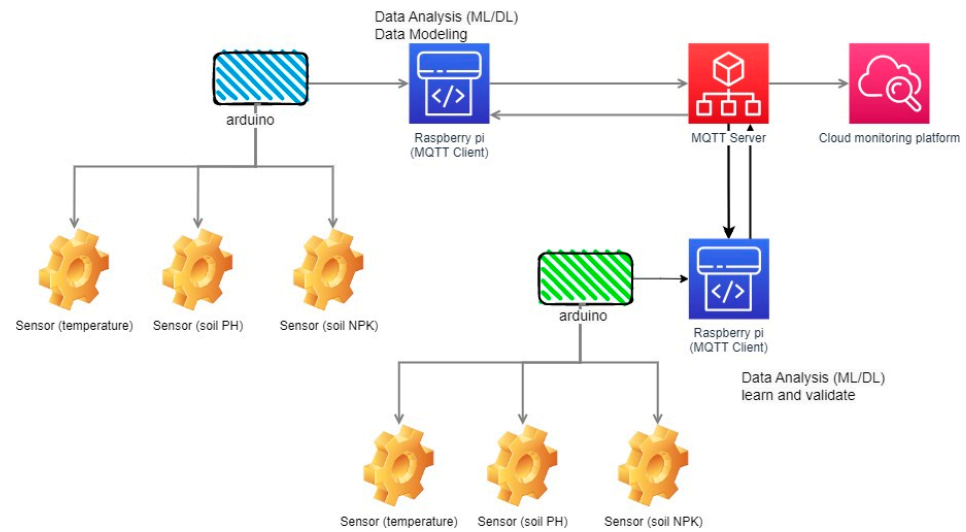 Data Analysis (ML/DL)
Data Modeling
arduino
Raspberry pi
(MQTT Client)
MQTT Server
Cloud monitoring platform
Sensor (temperature)
Sensor (soil PH)
Sensor (soil NPK)
arduino
Raspberry pi
(MQTT Client)
Data Analysis (ML/DL)
learn and validate
Sensor (temperature)
Sensor (soil PH)
Sensor (soil NPK)